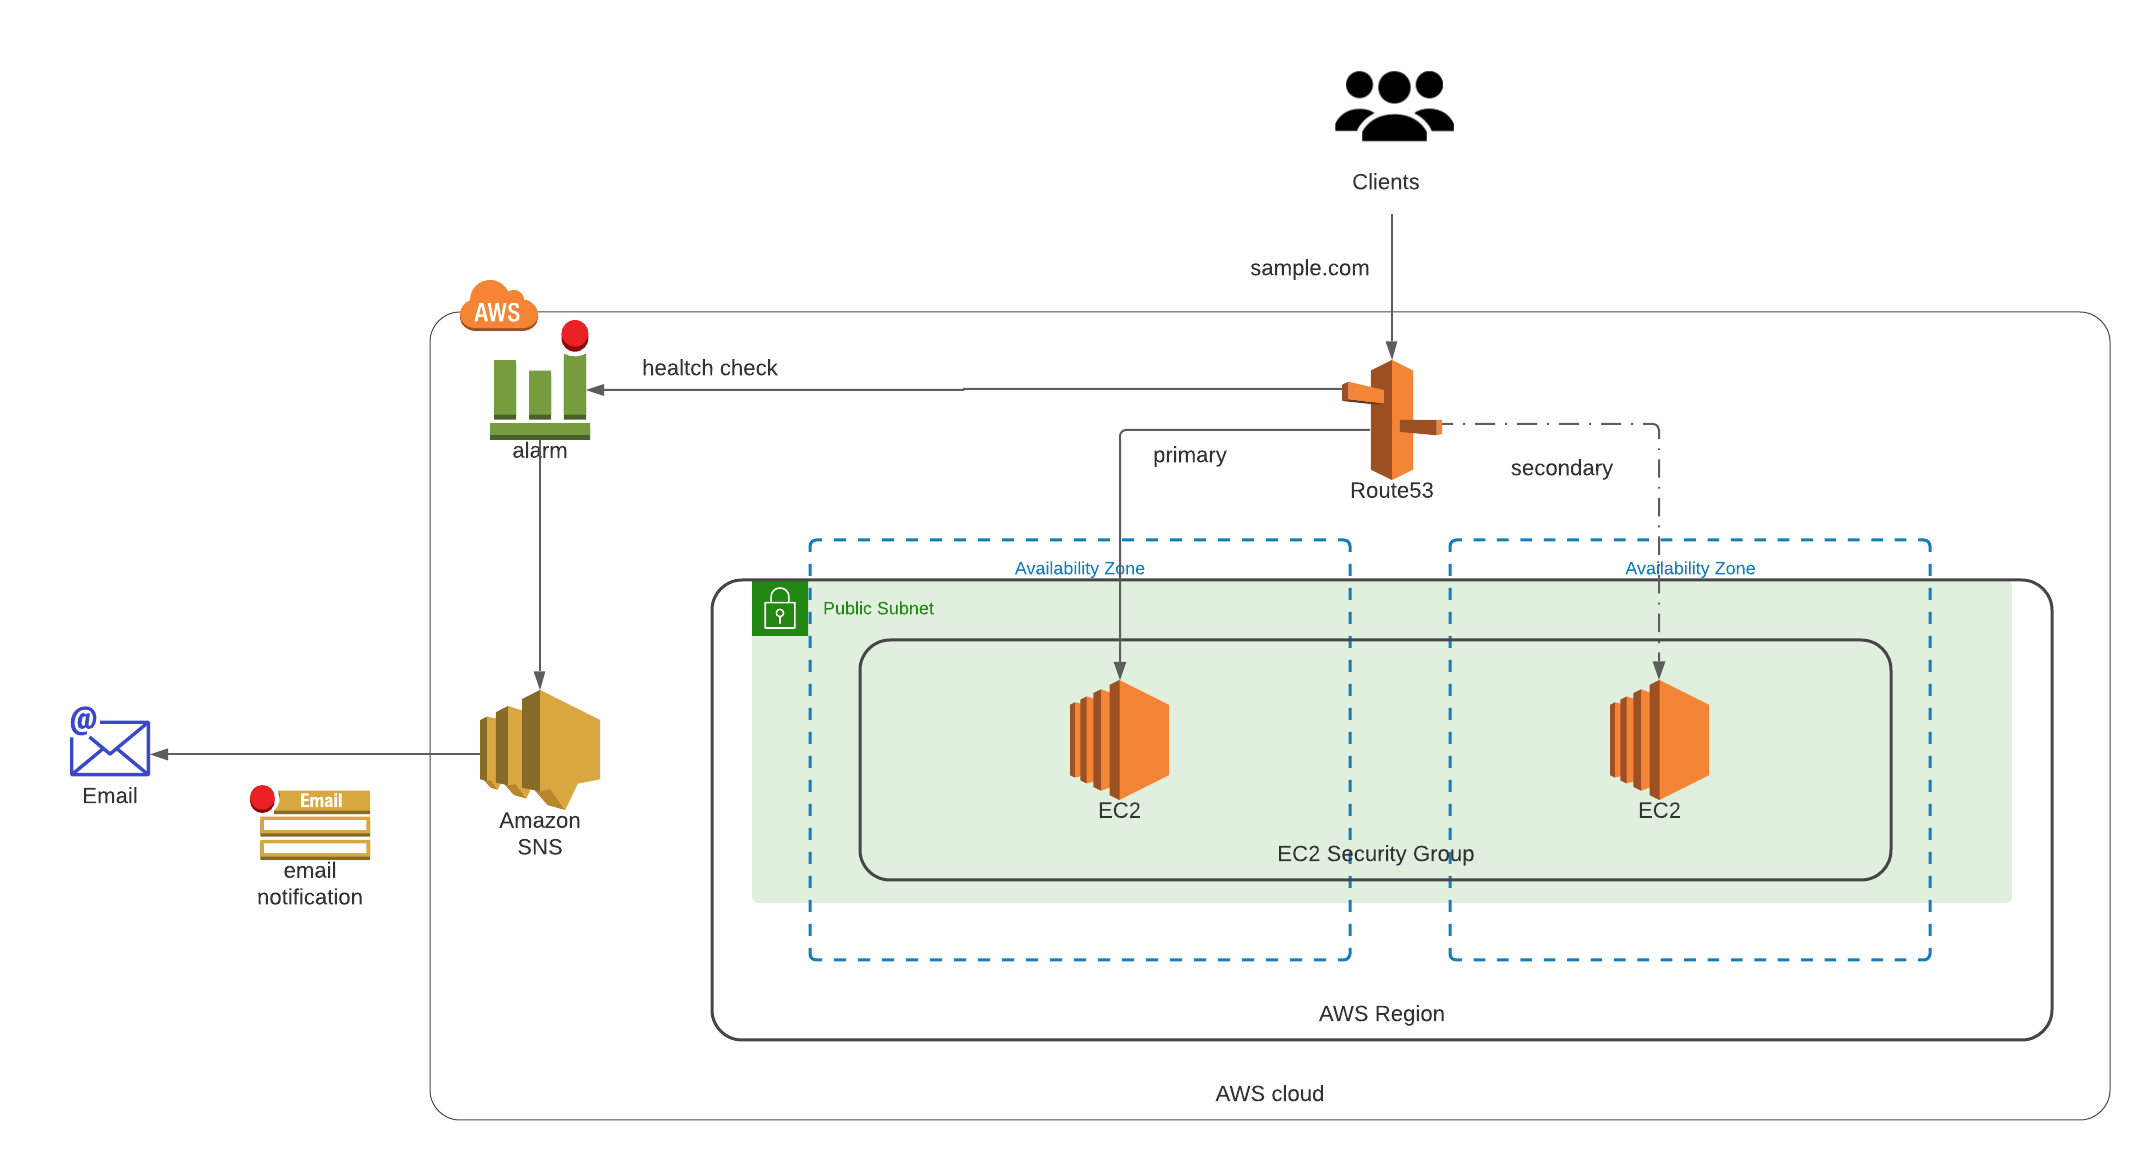 Clients
sample.com
AWS
healtch check
alarm
primary
secondary
Route53
Availability Zone
Availability Zone
Public Subnet
@
Email
Email
email
notification
Amazon
SNS
EC2
EC2
EC2 Security Group
AWS Region
AWS cloud